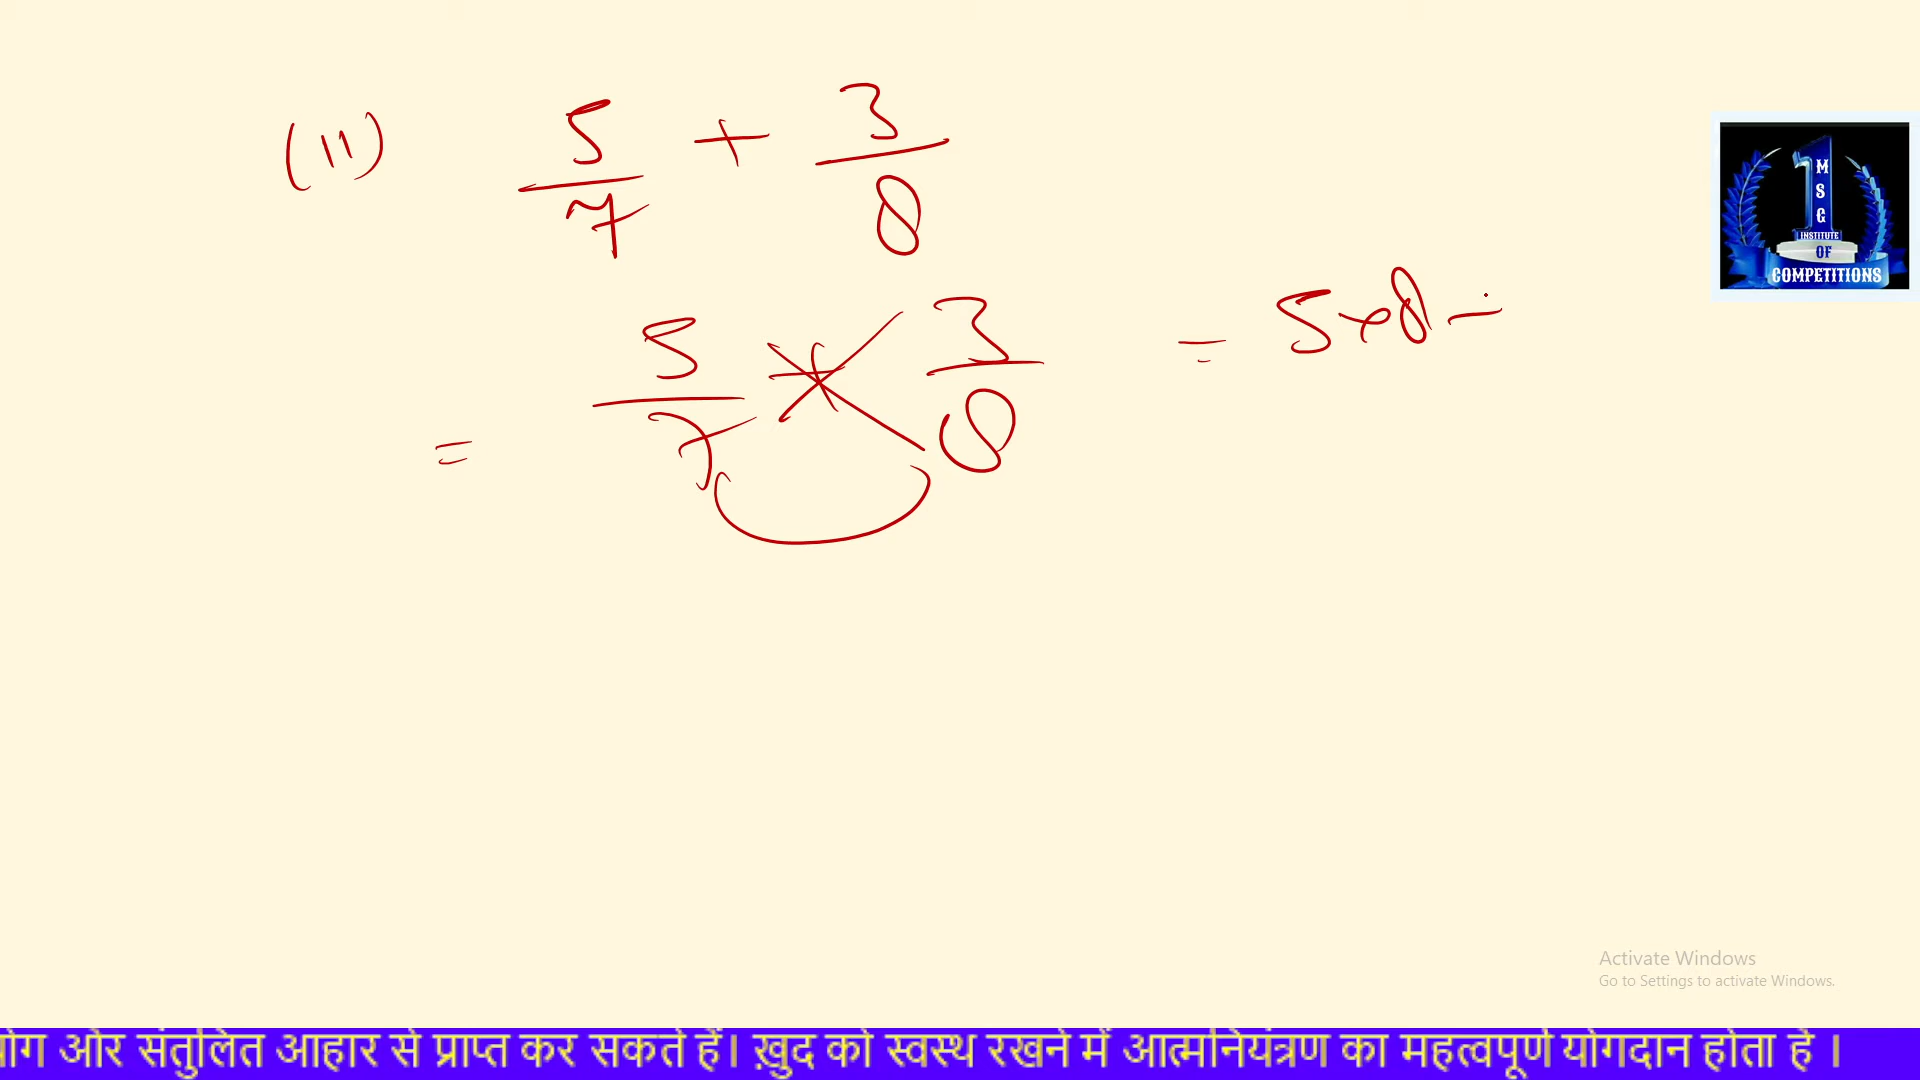 (11) 5/7 + 3/8
= 5/7 + 3/8 = 5×8 –
1
M
S
G
INSTITUTE
OF
COMPETITIONS
Activate Windows
Go to Settings to activate Windows.
और संतुलित आहार से प्राप्त कर सकते हैं। ख़ुद को स्वस्थ रखने में आत्मनियंत्रण का महत्वपूर्ण योगदान होता है ।